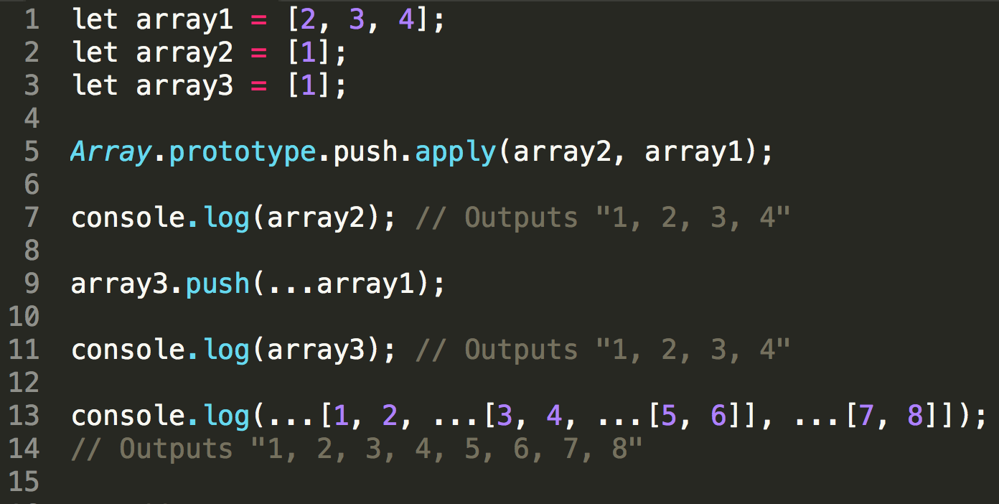 1 let array1 = [2, 3, 4];
2 let array2 = [1];
3 let array3 = [1];
4
5 Array.prototype.push.apply(array2, array1);
6
7 console.log(array2); // Outputs "1, 2, 3, 4"
8
9 array3.push(...array1);
10
11 console.log(array3); // Outputs "1, 2, 3, 4"
12
13 console.log(...[1, 2, ...[3, 4, ...[5, 6]], ...[7, 8]]);
14 // Outputs "1, 2, 3, 4, 5, 6, 7, 8"
15